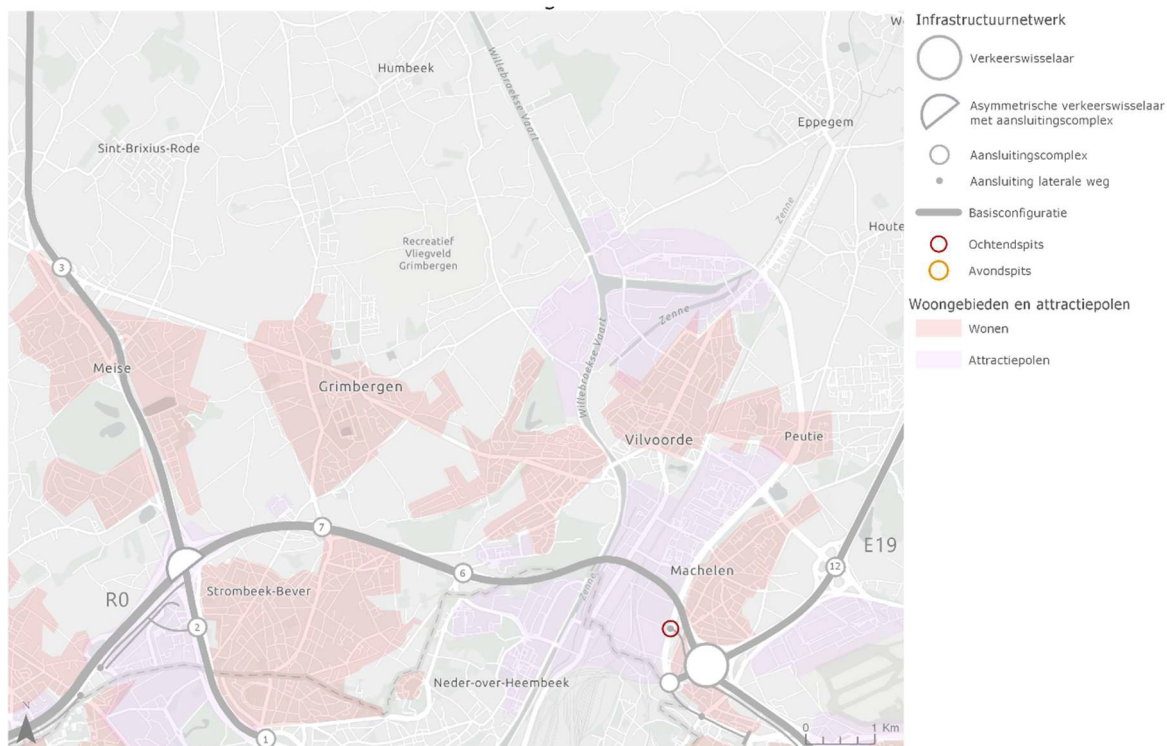 Willebroekse Vaart
Humbeek
Eppegem
Sint-Brixius-Rode
Zenne
Houte
Recreatief
Vliegveld
Grimbergen
3
Meise
Grimbergen
Willebroekse Vaart
Zenne
Vilvoorde
Peutie
7
E19
6
Machelen
12
R0
Strombeek-Bever
Zenne
2
Neder-over-Heembeek
N
1
0 1 Km
Infrastructuurnetwerk
Verkeerswisselaar
Asymmetrische verkeerswisselaar
met aansluitingscomplex
Aansluitingscomplex
Aansluiting laterale weg
Basisconfiguratie
Ochtendspits
Avondspits
Woongebieden en attractiepolen
Wonen
Attractiepolen